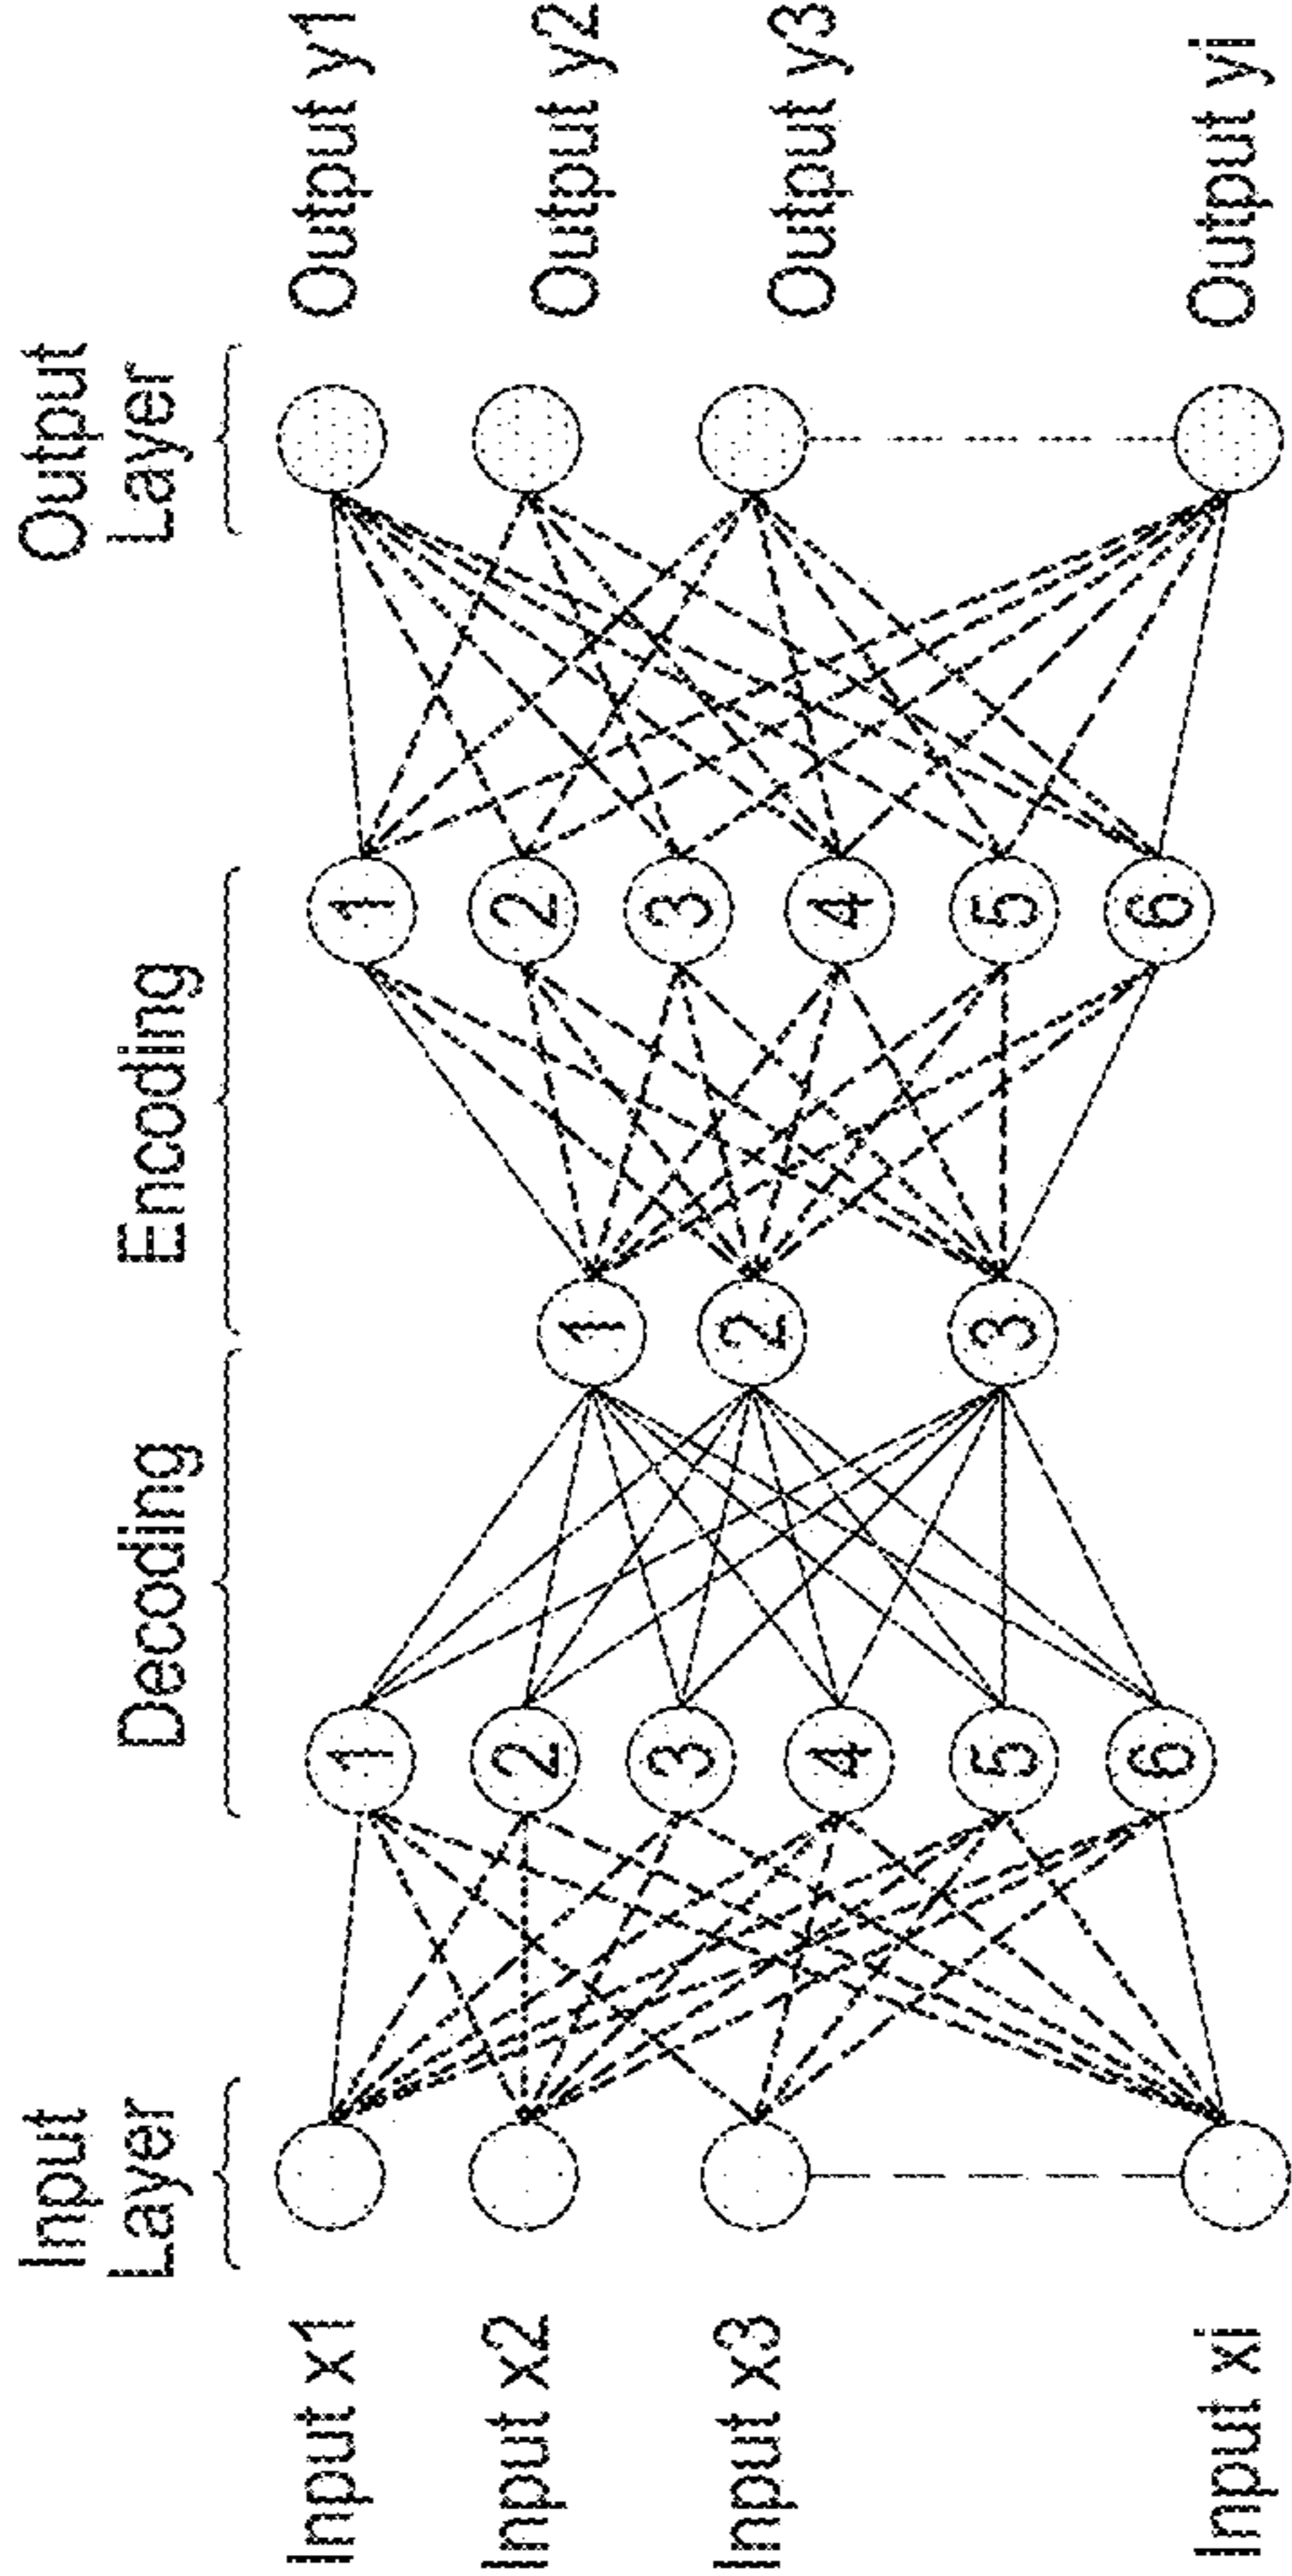 Input
Layer
Decoding
Encoding
Output
Layer
Input x1
Input x2
Input x3
Input xi
1
2
3
4
5
6
1
2
3
1
2
3
4
5
6
Output y1
Output y2
Output y3
Output yi